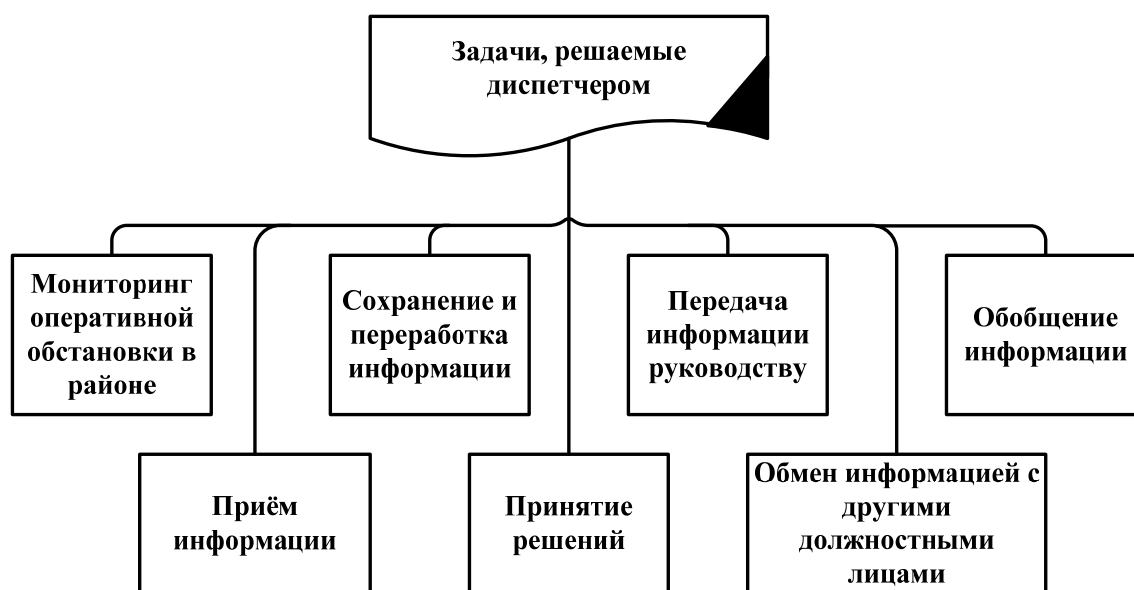 Задачи, решаемые
диспетчером
Мониторинг
оперативной
обстановки в
районе
Сохранение и
переработка
информации
Передача
информации
руководству
Обобщение
информации
Приём
информации
Принятие
решений
Обмен информацией с
другими
должностными
лицами